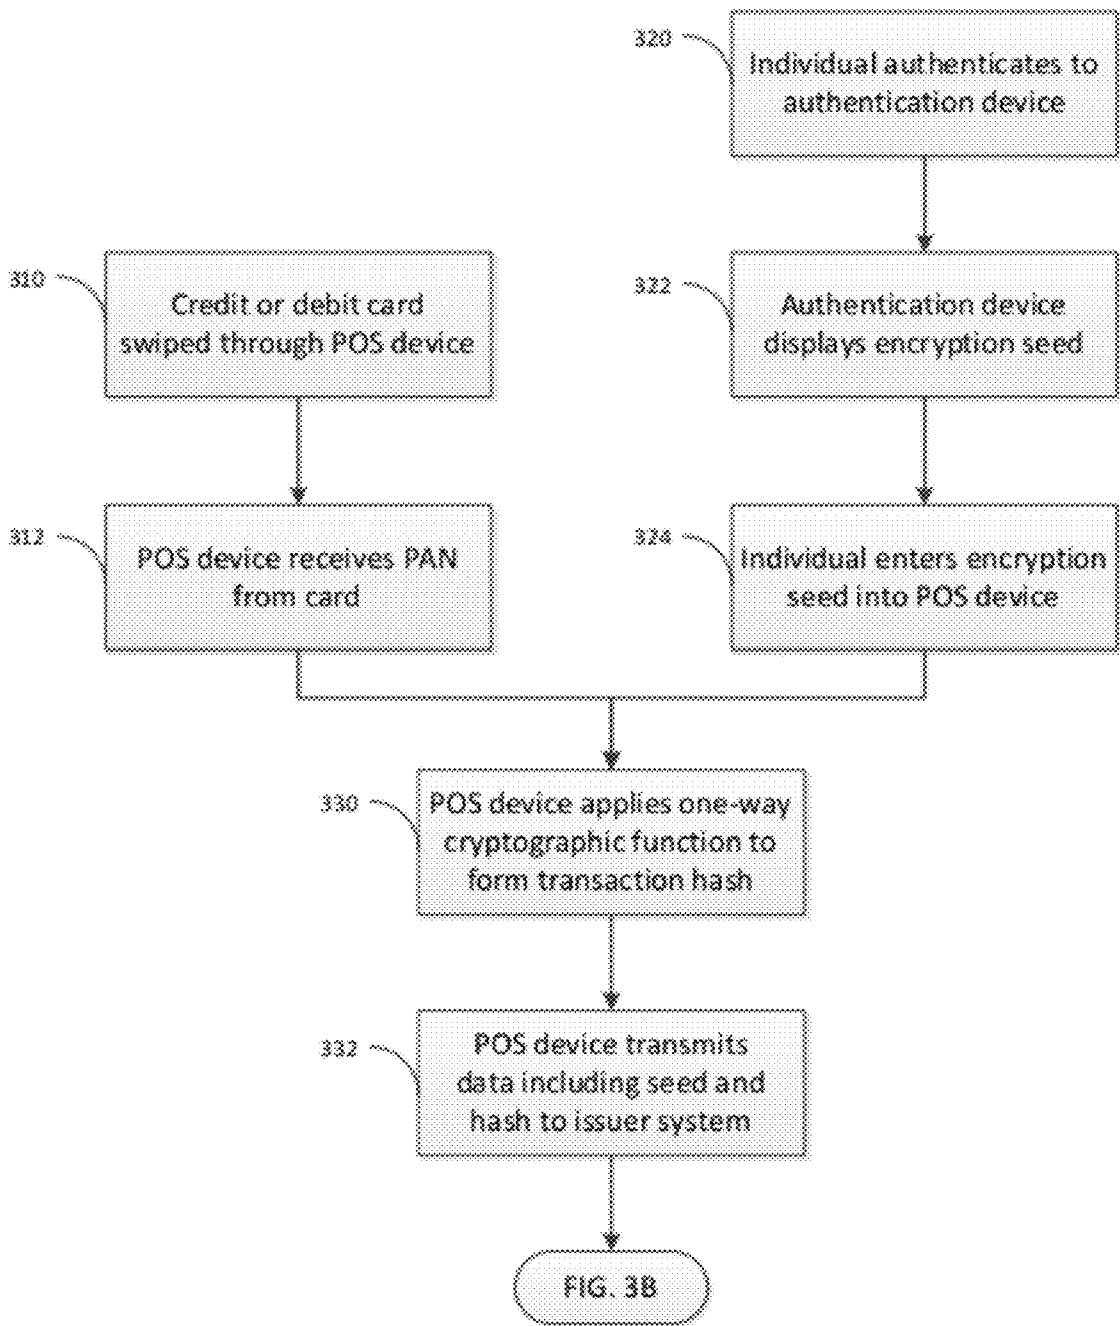 320
Individual authenticates to
authentication device
310
Credit or debit card
swiped through POS device
322
Authentication device
displays encryption seed
312
POS device receives PAN
from card
324
Individual enters encryption
seed into POS device
330
POS device applies one-way
cryptographic function to
form transaction hash
332
POS device transmits
data including seed and
hash to issuer system
FIG. 3B